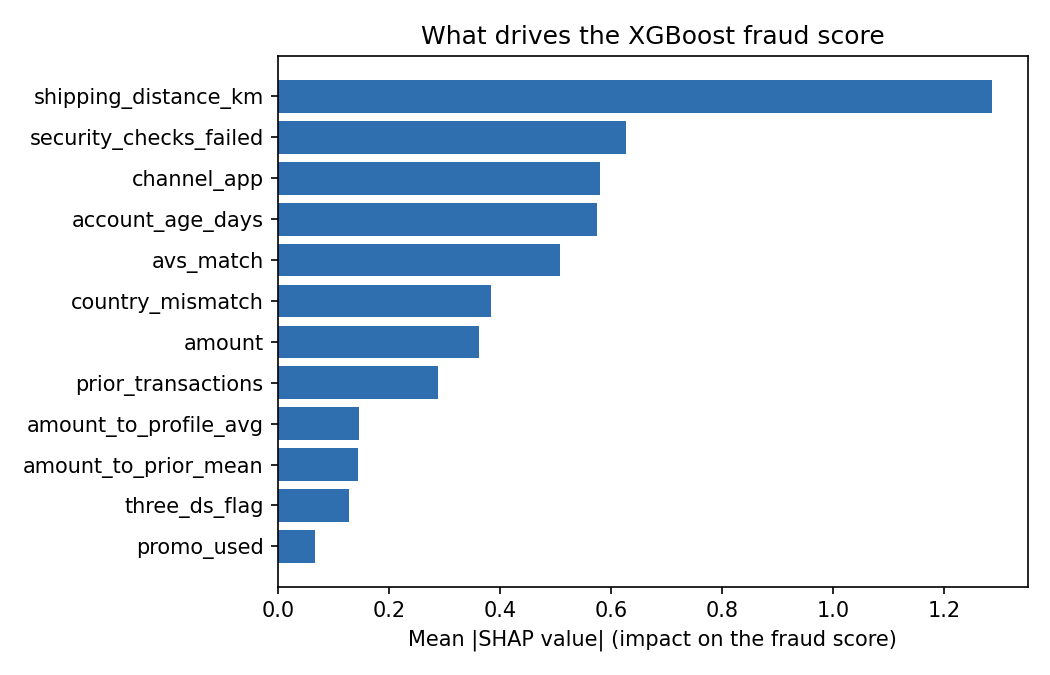 What drives the XGBoost fraud score
shipping_distance_km
security_checks_failed
channel_app
account_age_days
avs_match
country_mismatch
amount
prior_transactions
amount_to_profile_avg
amount_to_prior_mean
three_ds_flag
promo_used
0.0 0.2 0.4 0.6 0.8 1.0 1.2
Mean |SHAP value| (impact on the fraud score)